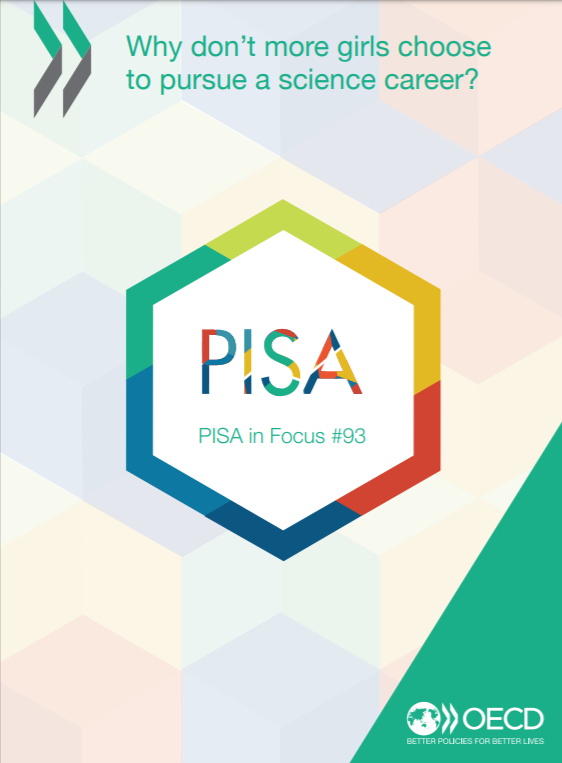 Why don’t more girls choose
to pursue a science career?
PISA
PISA in Focus #93
OECD
BETTER POLICIES FOR BETTER LIVES